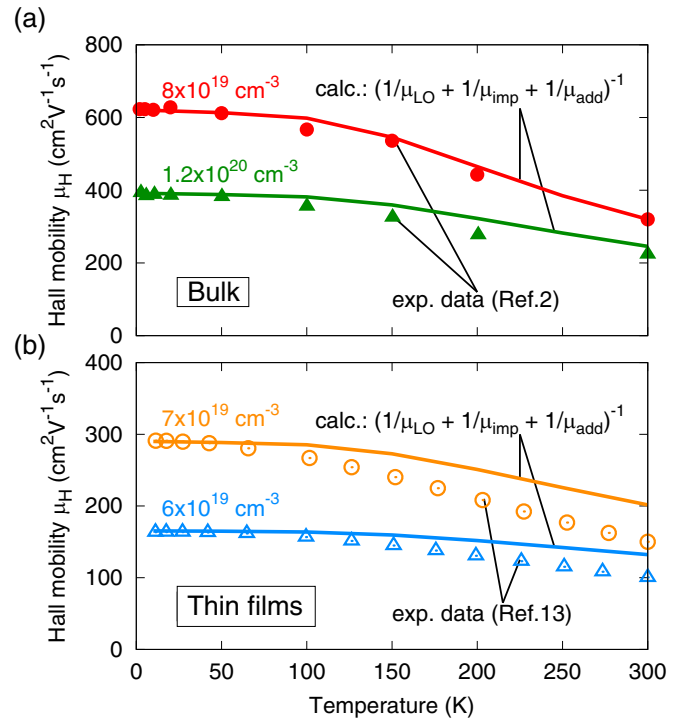 (a)
800
600
400
200
0
Hall mobility μH (cm2V-1s-1)
8x10^19 cm-3
calc.: (1/μLO + 1/μimp + 1/μadd)-1
1.2x10^20 cm-3
exp. data (Ref.2)
Bulk
(b)
400
300
200
100
0
Hall mobility μH (cm2V-1s-1)
7x10^19 cm-3
calc.: (1/μLO + 1/μimp + 1/μadd)-1
6x10^19 cm-3
exp. data (Ref.13)
Thin films
0 50 100 150 200 250 300
Temperature (K)